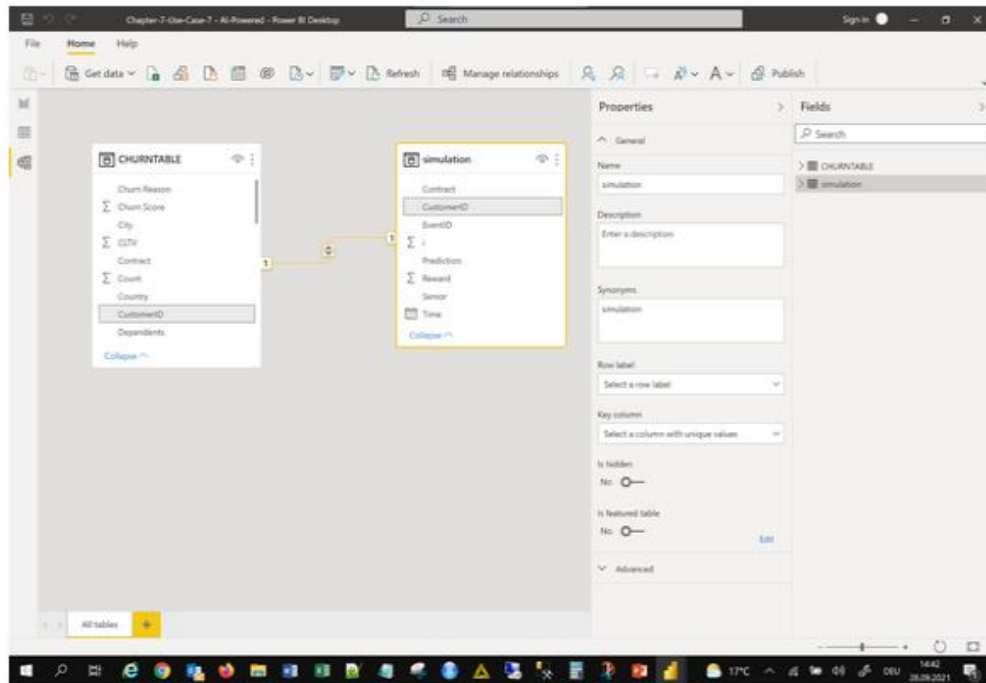 Chapter-7-Use-Case-7 - AI-Powered - Power BI Desktop
Search
Sign in
File
Home
Help
Get data
Refresh
Manage relationships
Publish
CHURNTABLE
Churn Reason
Churn Score
City
CLTV
Contract
Count
Country
CustomerID
Dependents
Collapse
1
1
simulation
Contract
CustomerID
EventID
Prediction
Reward
Senior
Time
Collapse
Properties
General
Name
simulation
Description
Enter a description
Synonyms
simulation
Row label
Select a row label
Key column
Select a column with unique values
Is hidden
No
Is featured table
No
Edit
Advanced
Fields
Search
CHURNTABLE
simulation
All tables
17°C
DEU
14:42
28.09.2021